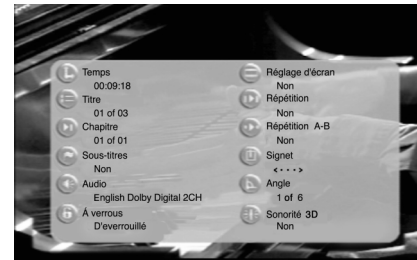 Temps
00:09:18
Titre
01 of 03
Chapitre
01 of 01
Sous-titres
Non
Audio
English Dolby Digital 2CH
Á verrous
D'everrouillé
Réglage d'écran
Non
Répétition
Non
Répétition A-B
Non
Signet
< - - - >
Angle
1 of 6
Sonorité 3D
Non